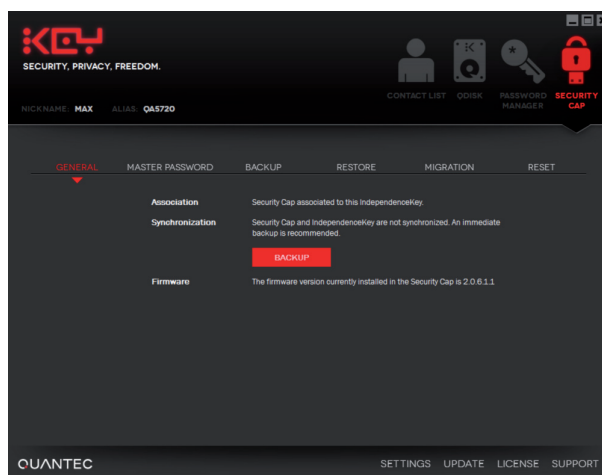 KEY
SECURITY, PRIVACY, FREEDOM.
NICKNAME: MAX ALIAS: QA5720
CONTACT LIST QDISK PASSWORD MANAGER SECURITY CAP
GENERAL MASTER PASSWORD BACKUP RESTORE MIGRATION RESET
Association Security Cap associated to this IndependenceKey.
Synchronization Security Cap and IndependenceKey are not synchronized. An immediate
backup is recommended.
BACKUP
Firmware The firmware version currently installed in the Security Cap is 2.0.6.1.1
QUANTEC SETTINGS UPDATE LICENSE SUPPORT